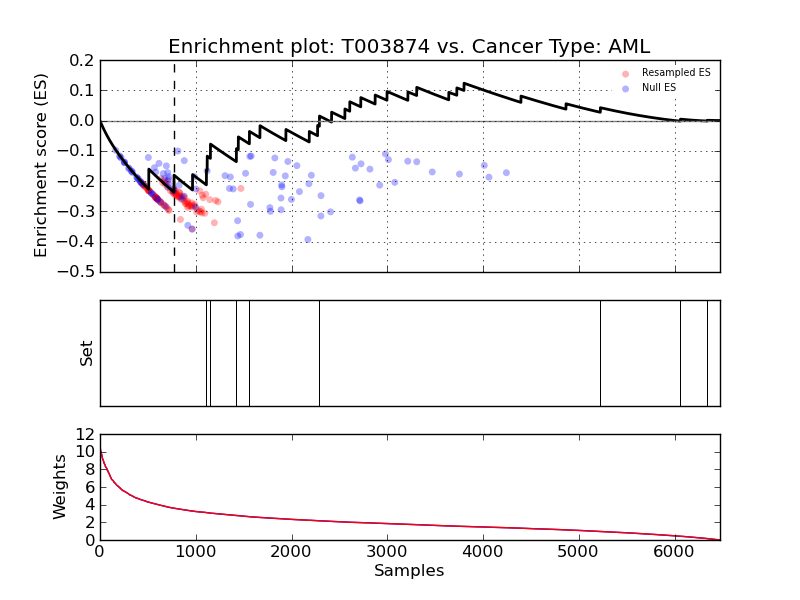 Enrichment plot: T003874 vs. Cancer Type: AML
0.2
0.1
0.0
−0.1
−0.2
−0.3
−0.4
−0.5
Enrichment score (ES)
Resampled ES
Null ES
Set
12
10
8
6
4
2
0
Weights
0 1000 2000 3000 4000 5000 6000
Samples